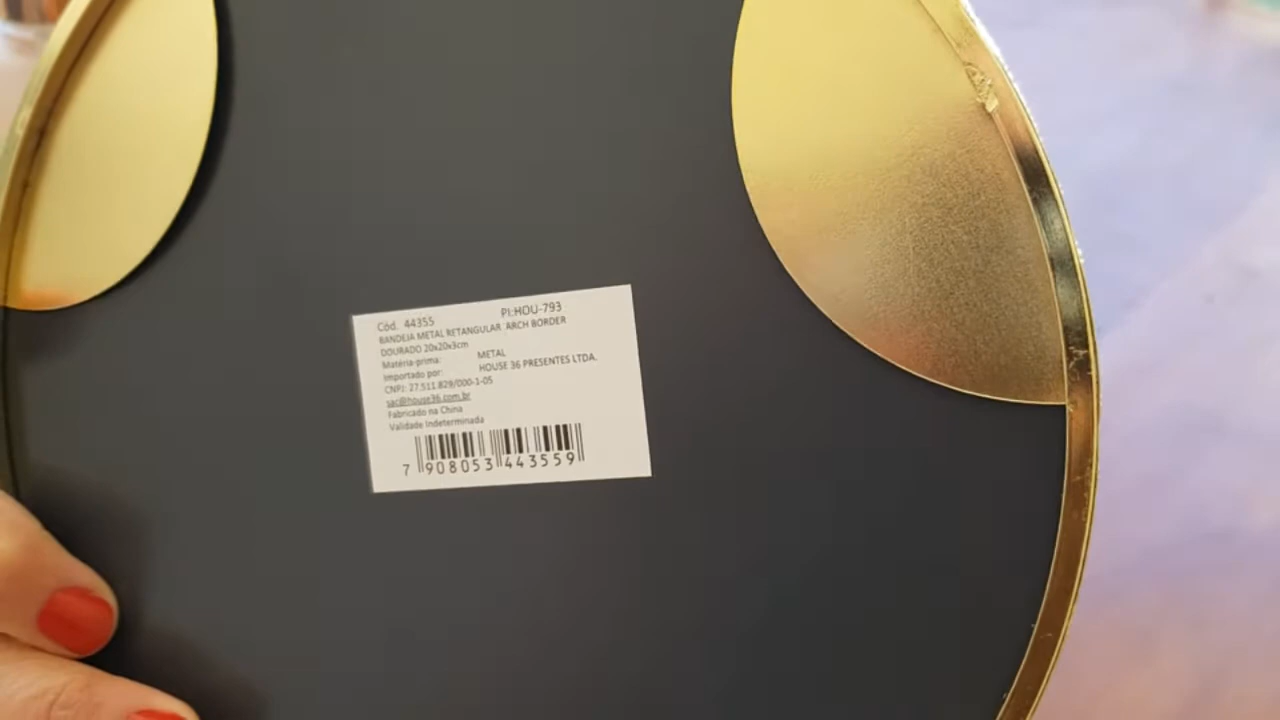 Cód. 44355 PI:HOU-793
BANDEJA METAL RETANGULAR ARCH BORDER
DOURADO 20x20x3cm
Matéria-prima: METAL
Importado por: HOUSE 36 PRESENTES LTDA.
CNPJ: 27.511.829/000-1-05
sac@house36.com.br
Fabricado na China
Validade Indeterminada
7 908053 443559